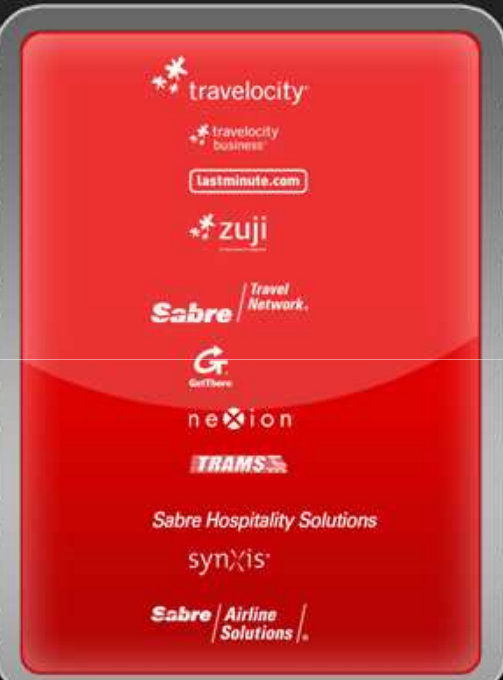 travelocity
travelocity
business
lastminute.com
zuji
Sabre Travel
Network
GetThere
nexion
TRAMS
Sabre Hospitality Solutions
synxis
Sabre Airline
Solutions